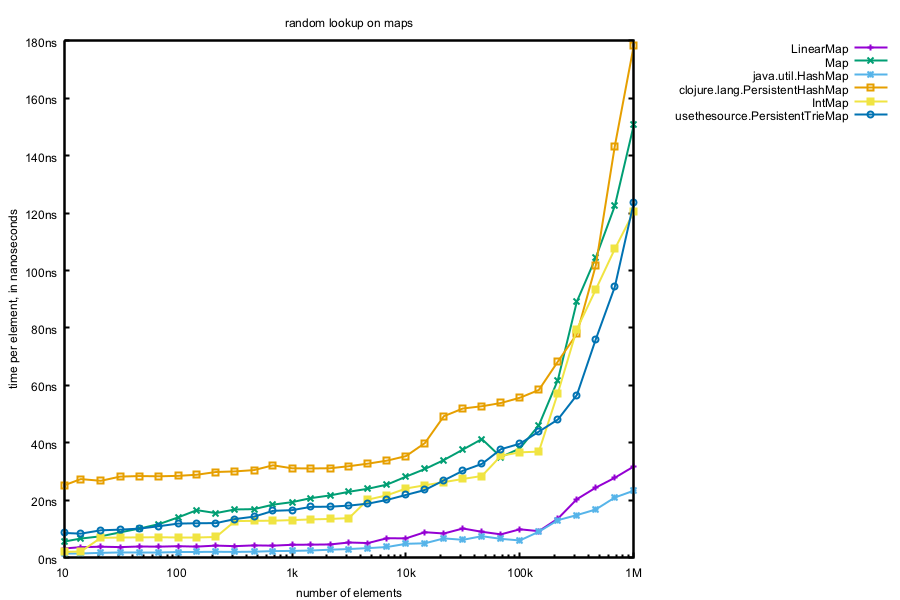 random lookup on maps
LinearMap
Map
java.util.HashMap
clojure.lang.PersistentHashMap
IntMap
usethesource.PersistentTrieMap
time per element, in nanoseconds
180ns
160ns
140ns
120ns
100ns
80ns
60ns
40ns
20ns
0ns
10 100 1k 10k 100k 1M
number of elements